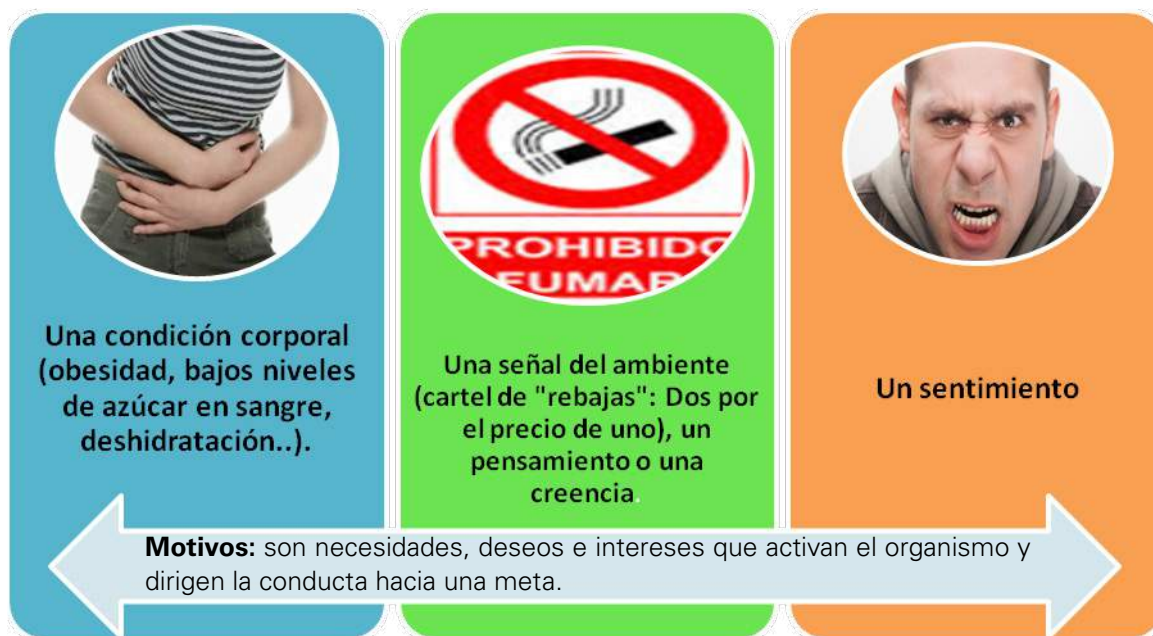 Una condición corporal
(obesidad, bajos niveles
de azúcar en sangre,
deshidratación..).
PROHIBIDO
FUMAR
Una señal del ambiente
(cartel de "rebajas": Dos por
el precio de uno), un
pensamiento o una
creencia.
Un sentimiento
Motivos: son necesidades, deseos e intereses que activan el organismo y
dirigen la conducta hacia una meta.